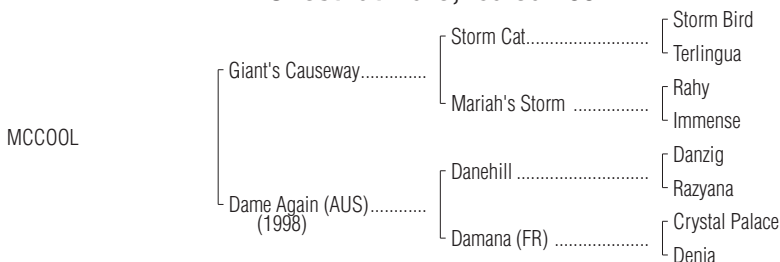 Storm Bird
Storm Cat..............................
Terlingua
Giant's Causeway..............
Rahy
Mariah's Storm ................
Immense
MCCOOL
Danzig
Danehill ..............................
Razyana
Dame Again (AUS)............
(1998)
Crystal Palace
Damana (FR) .....................
Denia